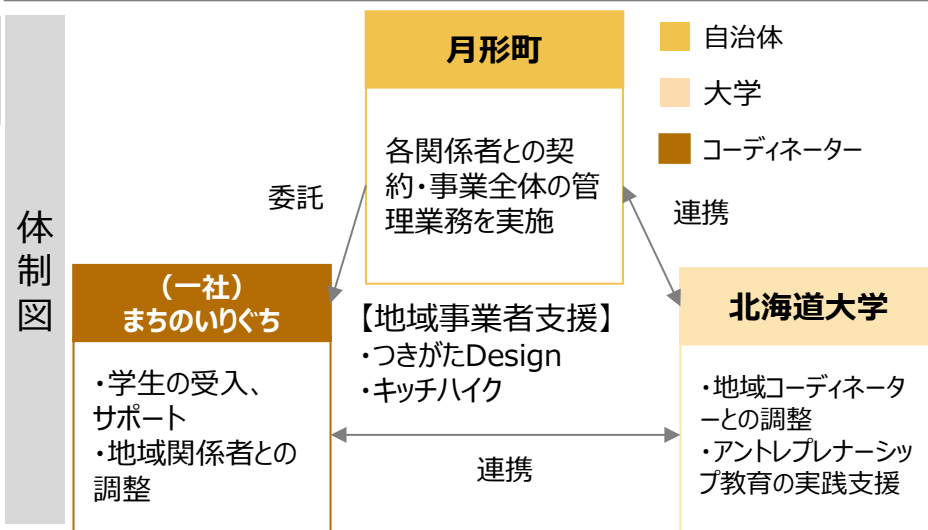 体制図
月形町
各関係者との契
約・事業全体の管
理業務を実施
自治体
大学
コーディネーター
委託
連携
（一社）
まちのいりぐち
・学生の受入、
サポート
・地域関係者との
調整
【地域事業者支援】
・つきがたDesign
・キッチハイク
北海道大学
・地域コーディネータ
ーとの調整
・アントレプレナーシッ
プ教育の実践支援
連携